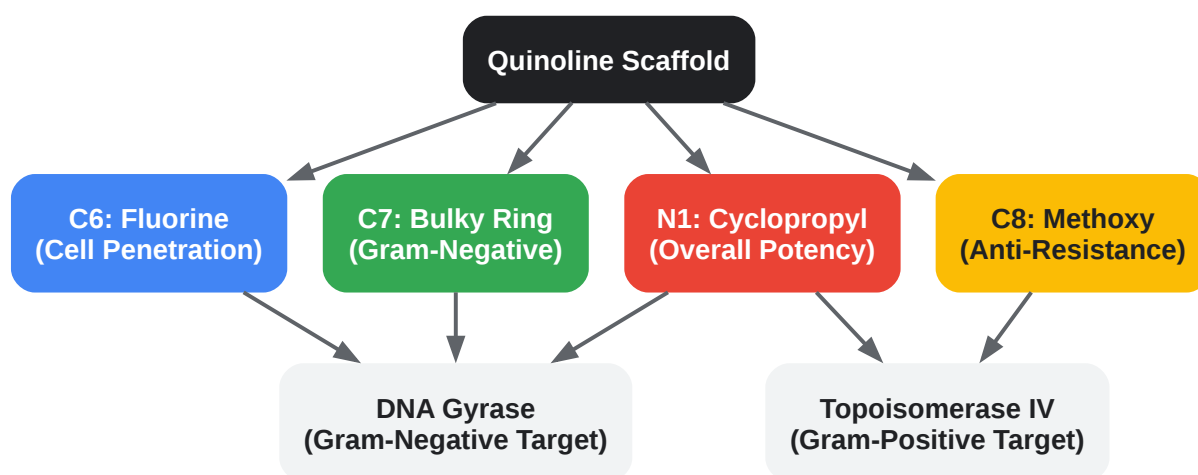 Quinoline Scaffold
C6: Fluorine
(Cell Penetration)
C7: Bulky Ring
(Gram-Negative)
N1: Cyclopropyl
(Overall Potency)
C8: Methoxy
(Anti-Resistance)
DNA Gyrase
(Gram-Negative Target)
Topoisomerase IV
(Gram-Positive Target)